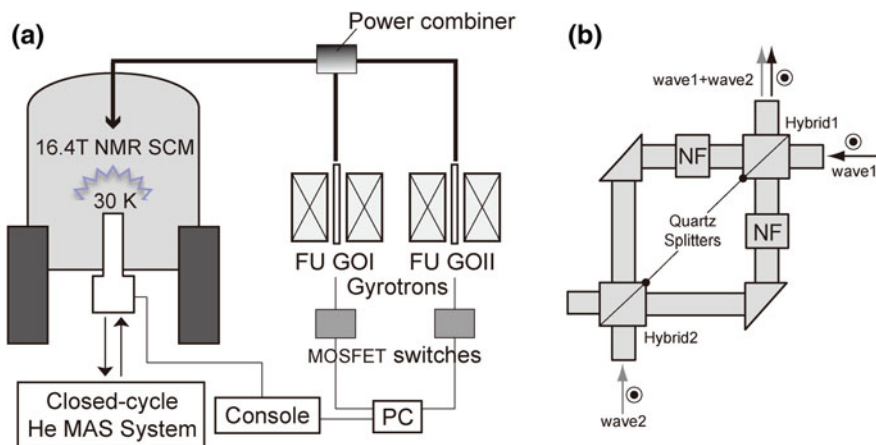 (a)
Power combiner
16.4T NMR SCM
30 K
FU GOI
FU GOII
Gyrotrons
MOSFET switches
Closed-cycle
He MAS System
Console
PC
(b)
wave1+wave2
Hybrid1
NF
wave1
Quartz
Splitters
NF
Hybrid2
wave2